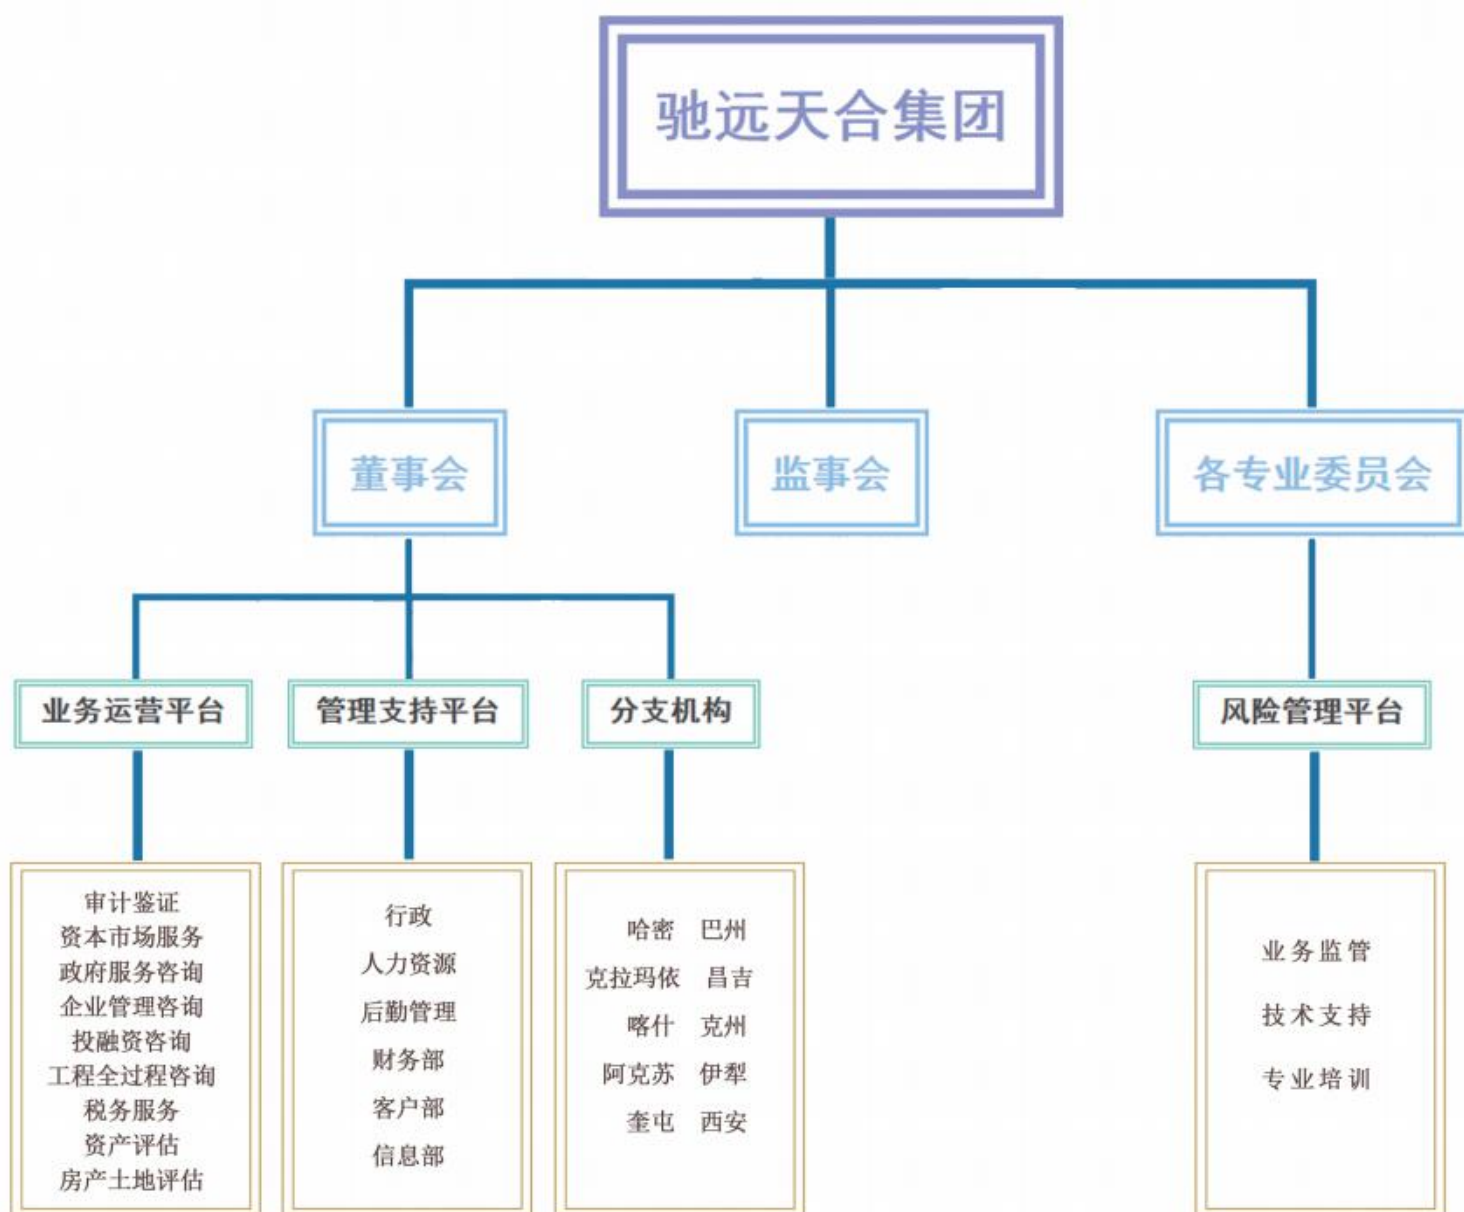 驰远天合集团
董事会
监事会
各专业委员会
业务运营平台
管理支持平台
分支机构
风险管理平台
审计鉴证
资本市场服务
政府服务咨询
企业管理咨询
投融资咨询
工程全过程咨询
税务服务
资产评估
房产土地评估
行政
人力资源
后勤管理
财务部
客户部
信息部
哈密 巴州
克拉玛依 昌吉
喀什 克州
阿克苏 伊犁
奎屯 西安
业务监管
技术支持
专业培训